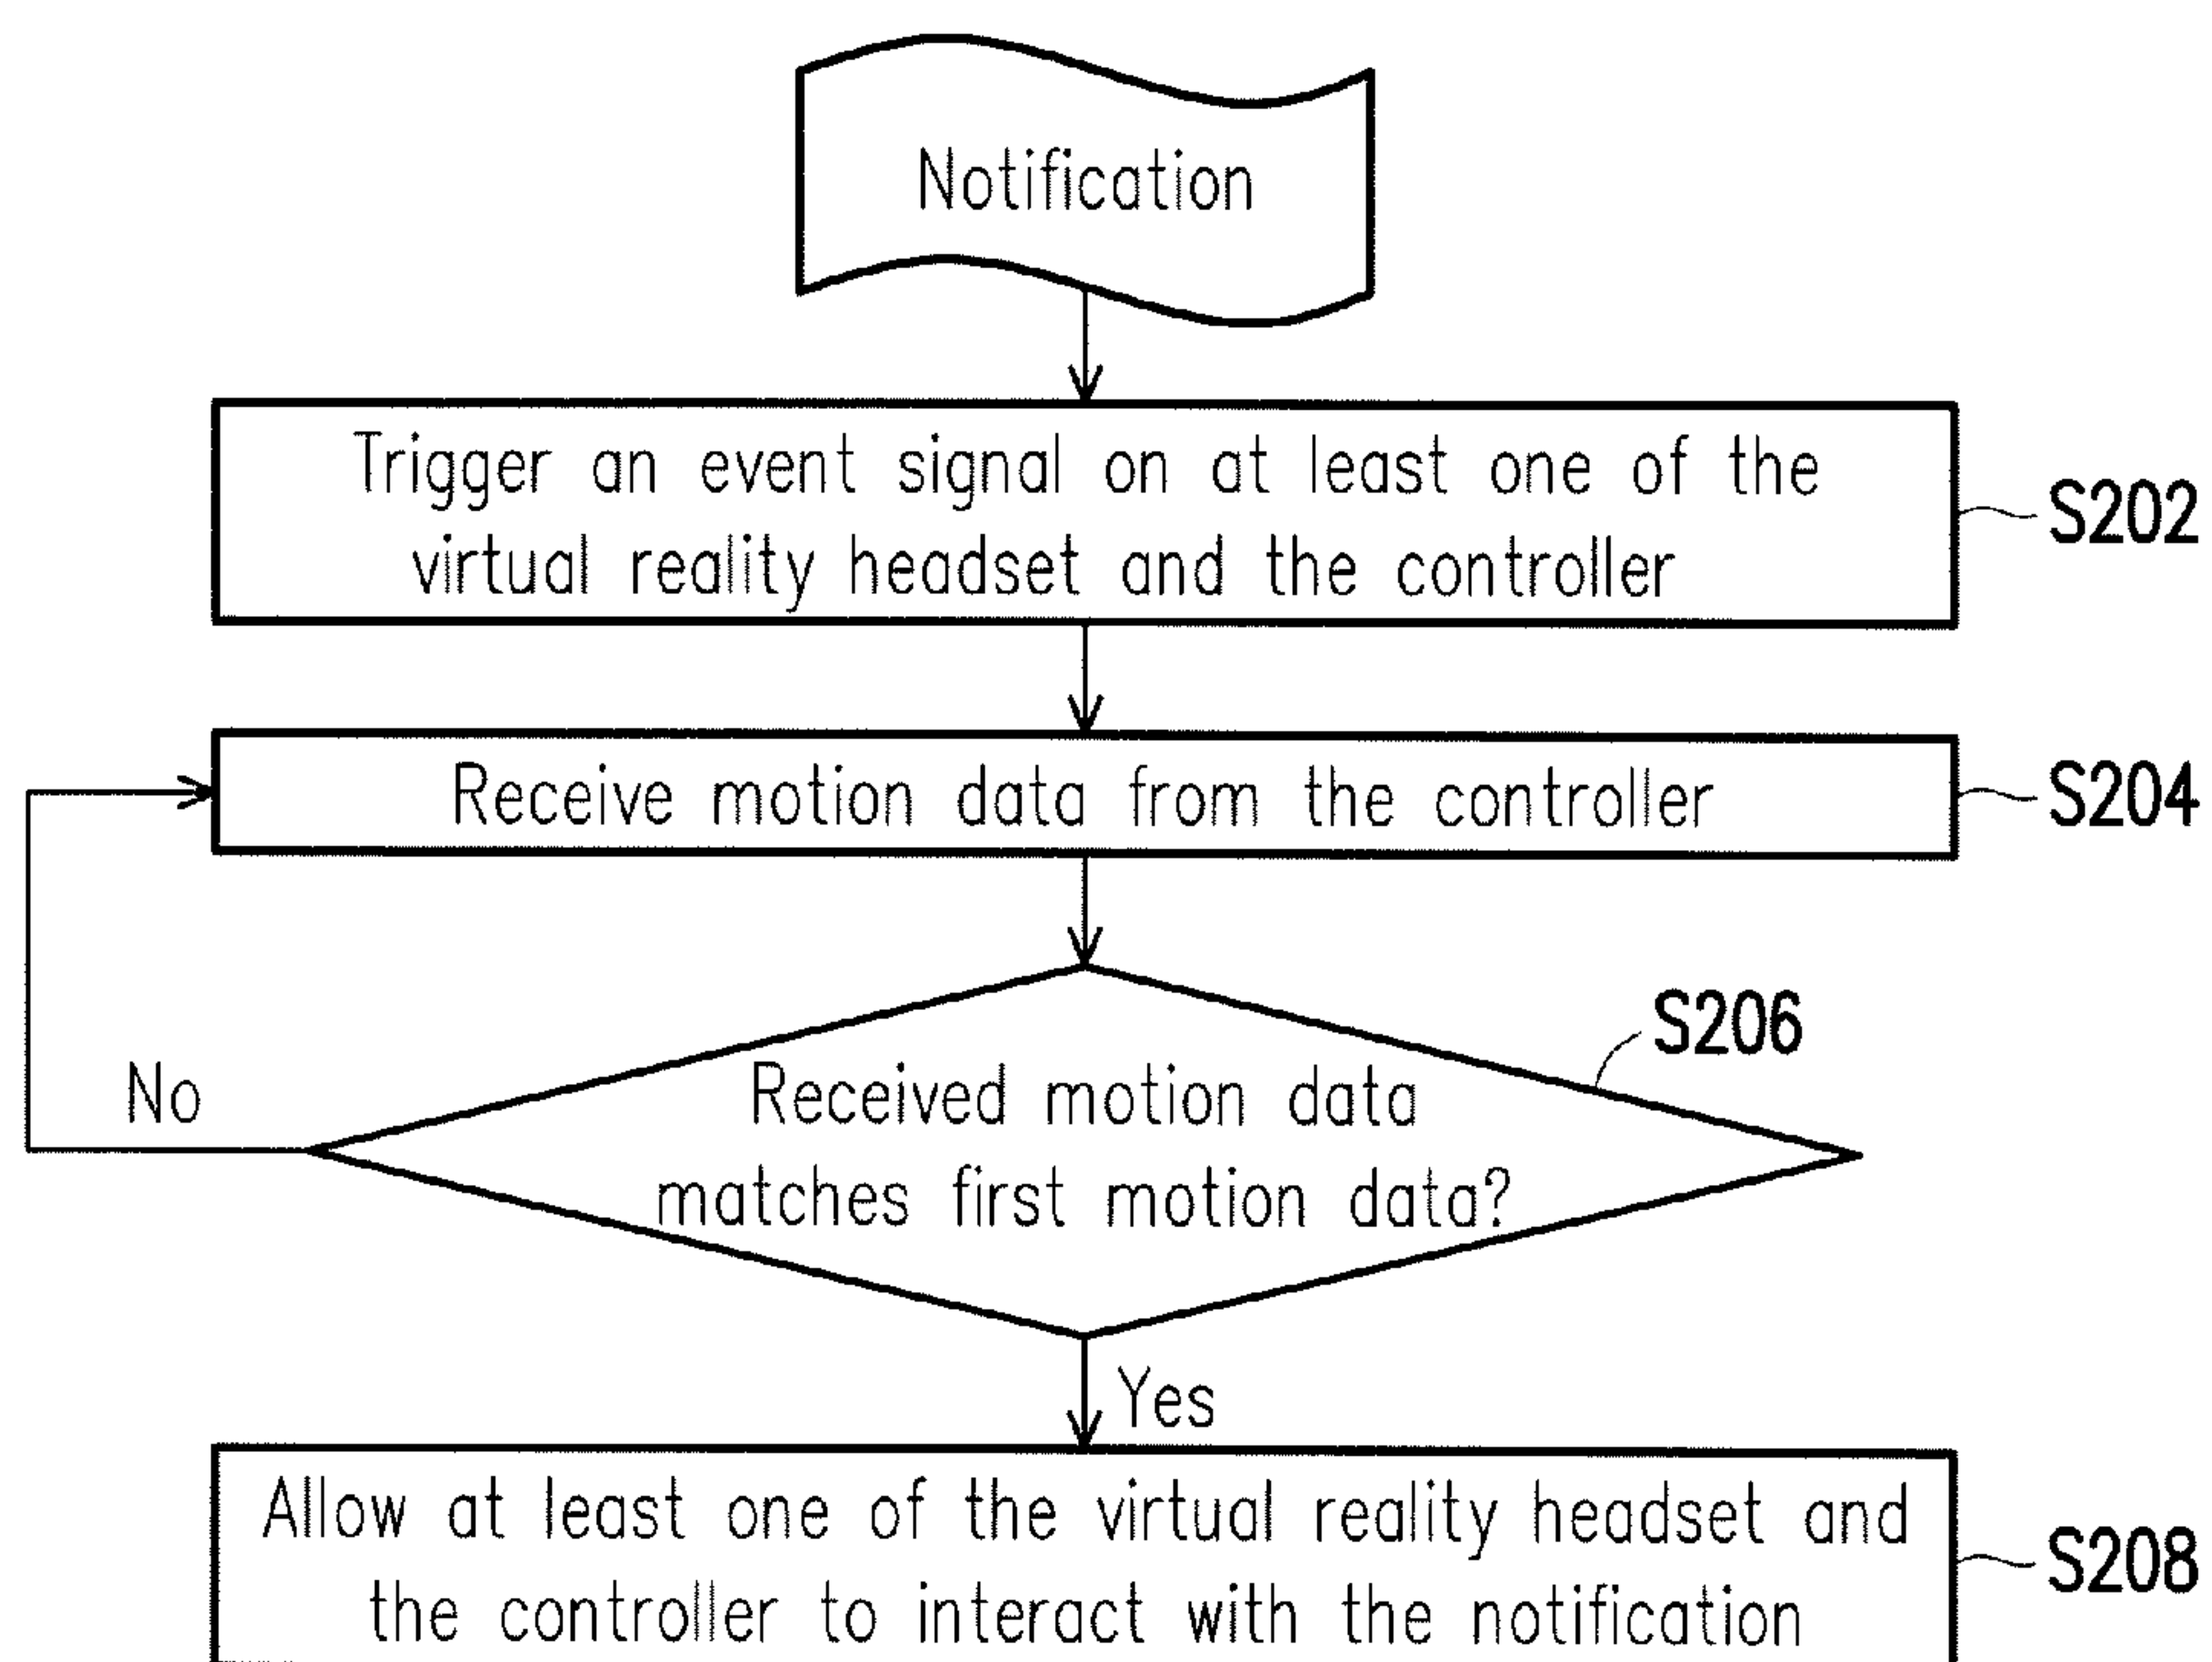 Notification
Trigger an event signal on at least one of the
virtual reality headset and the controller
S202
Receive motion data from the controller
S204
S206
Received motion data
matches first motion data?
No
Yes
Allow at least one of the virtual reality headset and
the controller to interact with the notification
S208